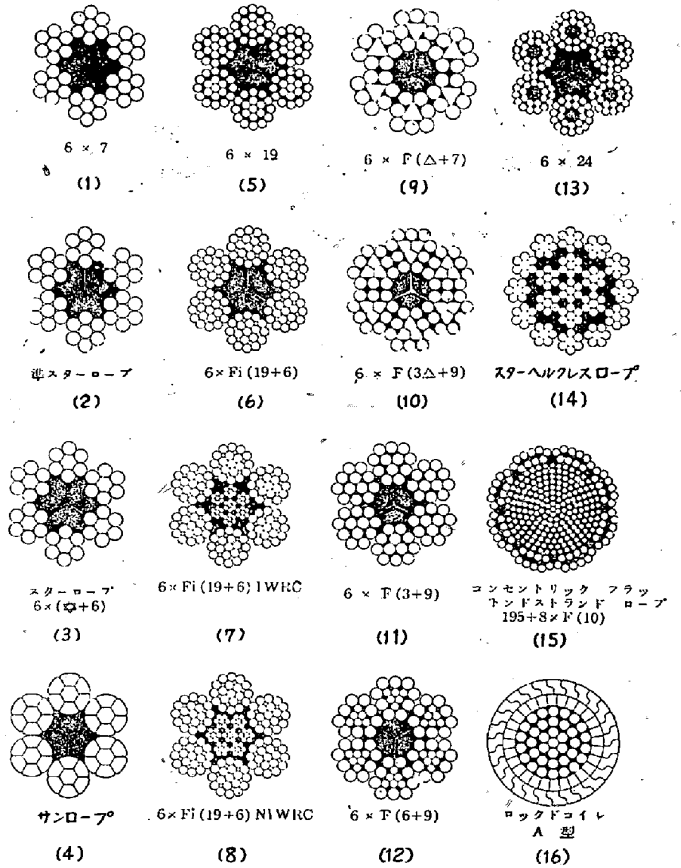 6 × 7
6 × 19
6 × F(△+7)
6 × 24
(1)
(5)
(9)
(13)
準スターロープ
6×Fi(19+6)
6 × F(3△+9)
スターヘルクレスロープ
(2)
(6)
(10)
(14)
スターロープ
6×(✡+6)
6×Fi(19+6) IWRC
6 × F(3+9)
コンセントリック フラッ
トンドストランド ロープ
195+8×F(10)
(3)
(7)
(11)
(15)
サンロープ
6×Fi(19+6) NIWRC
6 × F(6+9)
ロックドコイル
A 型
(4)
(8)
(12)
(16)